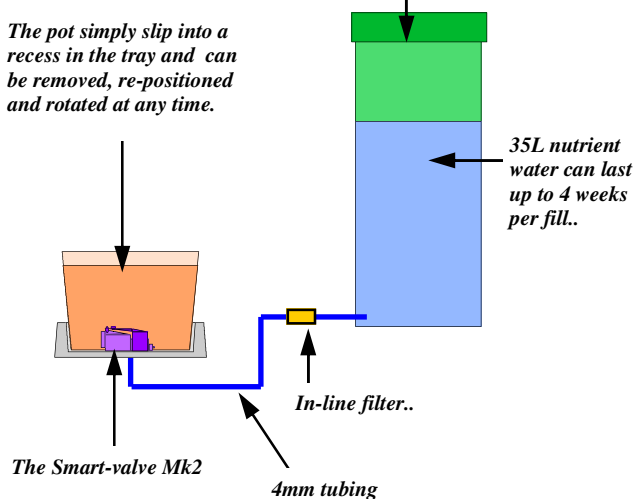 The pot simply slip into a
recess in the tray and can
be removed, re-positioned
and rotated at any time.
35L nutrient
water can last
up to 4 weeks
per fill..
In-line filter..
The Smart-valve Mk2
4mm tubing